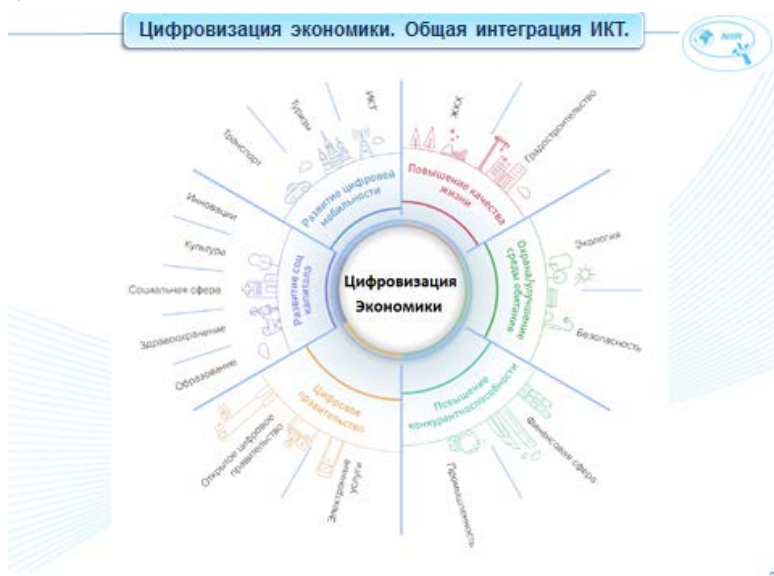 Цифровизация экономики. Общая интеграция ИКТ.
NISR
ИКТ
Туризм
Транспорт
Развитие цифровой
мобильности
ЖКХ
Градостроительство
Повышение качества
жизни
Экология
Безопасность
Охрана/улучшение
среды обитания
Финансовая сфера
Промышленность
Повышение
конкурантноспособности
Электронные
услуги
Открытое цифровое
правительство
Цифровое
правительство
Инновации
Культура
Социальная сфера
Здравоохранение
Образование
Развитие соц
капитала
Цифровизация
Экономики